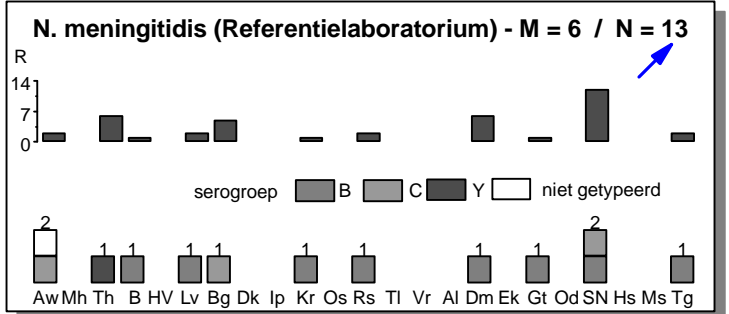 N. meningitidis (Referentielaboratorium) - M = 6 / N = 13
R
14
7
0
serogroep B C Y niet getypeerd
2 1 1 1 1 1 1 1 1 2 1
Aw Mh Th B HV Lv Bg Dk Ip Kr Os Rs Tl Vr Al Dm Ek Gt Od SN Hs Ms Tg